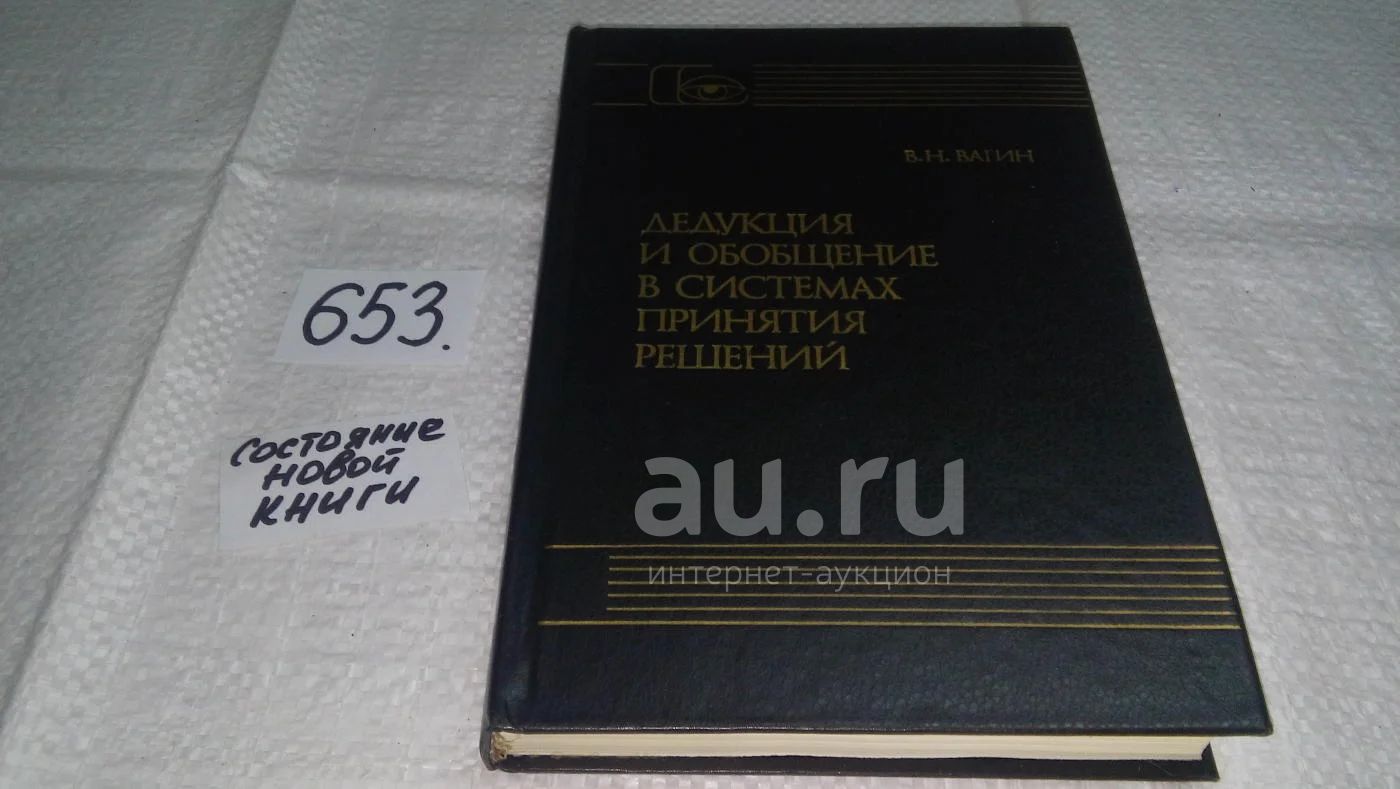 В.Н. ВАГИН
ДЕДУКЦИЯ
И ОБОБЩЕНИЕ
В СИСТЕМАХ
ПРИНЯТИЯ
РЕШЕНИЙ
653.
состояние
новой
книги
au.ru
интернет-аукцион